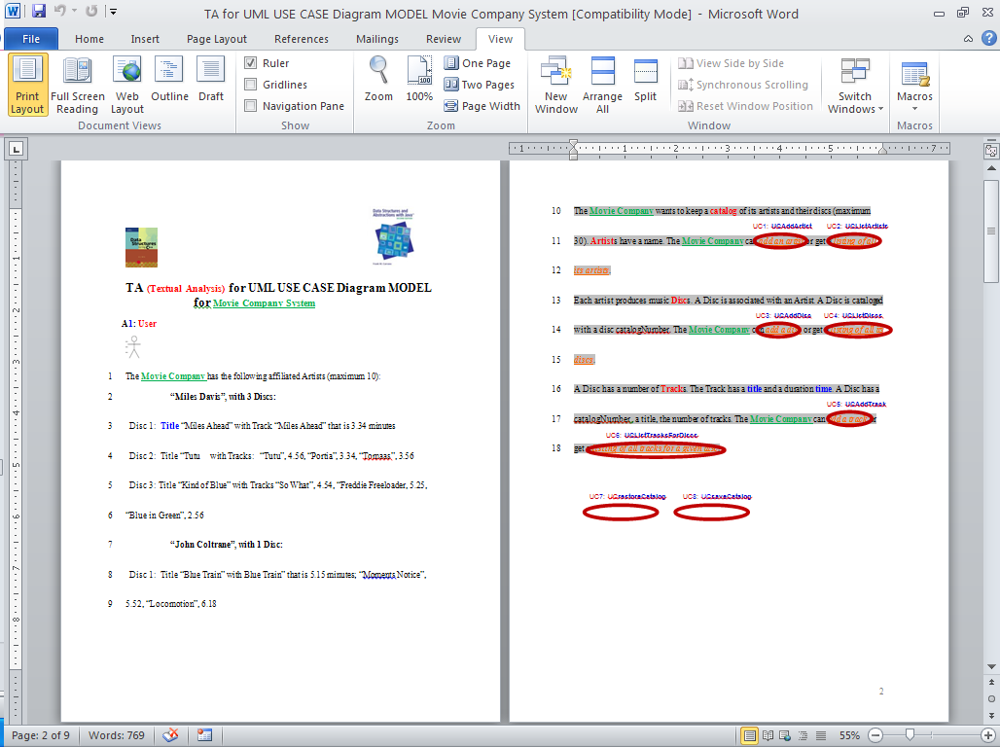 TA for UML USE CASE Diagram MODEL Movie Company System [Compatibility Mode] - Microsoft Word
File Home Insert Page Layout References Mailings Review View
Print Layout
Full Screen Reading
Web Layout
Outline
Draft
Document Views
Ruler
Gridlines
Navigation Pane
Show
Zoom
100%
One Page
Two Pages
Page Width
Zoom
New Window
Arrange All
Split
View Side by Side
Synchronous Scrolling
Reset Window Position
Window
Switch Windows
Macros
Macros
Data Structures and
Abstractions with Java
Data
Structures
TA (Textual Analysis) for UML USE CASE Diagram MODEL
for Movie Company System
A1: User
1 The Movie Company has the following affiliated Artists (maximum 10):
2 “Miles Davis”, with 3 Discs:
3 Disc 1: Title “Miles Ahead” with Track “Miles Ahead” that is 3.34 minutes
4 Disc 2: Title “Tutu with Tracks: “Tutu”, 4.56, “Portia”, 3.34, “Tomaas”, 3.56
5 Disc 3: Title “Kind of Blue” with Tracks “So What”, 4.54, “Freddie Freeloader, 5.25,
6 “Blue in Green”, 2.56
7 “John Coltrane”, with 1 Disc:
8 Disc 1: Title “Blue Train” with Blue Train” that is 5.15 minutes; “Moments Notice”,
9 5.52, “Locomotion”, 6.18
10 The Movie Company wants to keep a catalog of its artists and their discs (maximum
UC1: UCAddArtist UC2: UCListArtists
11 30). Artists have a name. The Movie Company can add an artist or get listing of all
12 its artists.
13 Each artist produces music Discs. A Disc is associated with an Artist. A Disc is cataloged
UC3: UCAddDisc UC4: UCListDiscs
14 with a disc catalogNumber. The Movie Company can add a disc or get listing of all its
15 discs.
16 A Disc has a number of Tracks. The Track has a title and a duration time. A Disc has a
UC5: UCAddTrack
17 catalogNumber, a title, the number of tracks. The Movie Company can add a track or
UC6: UCListTracksForDiscs
18 get listing of all tracks for a given disc
UC7: UCrestoreCatalog UC8: UCsaveCatalog
2
Page: 2 of 9 Words: 769 55%